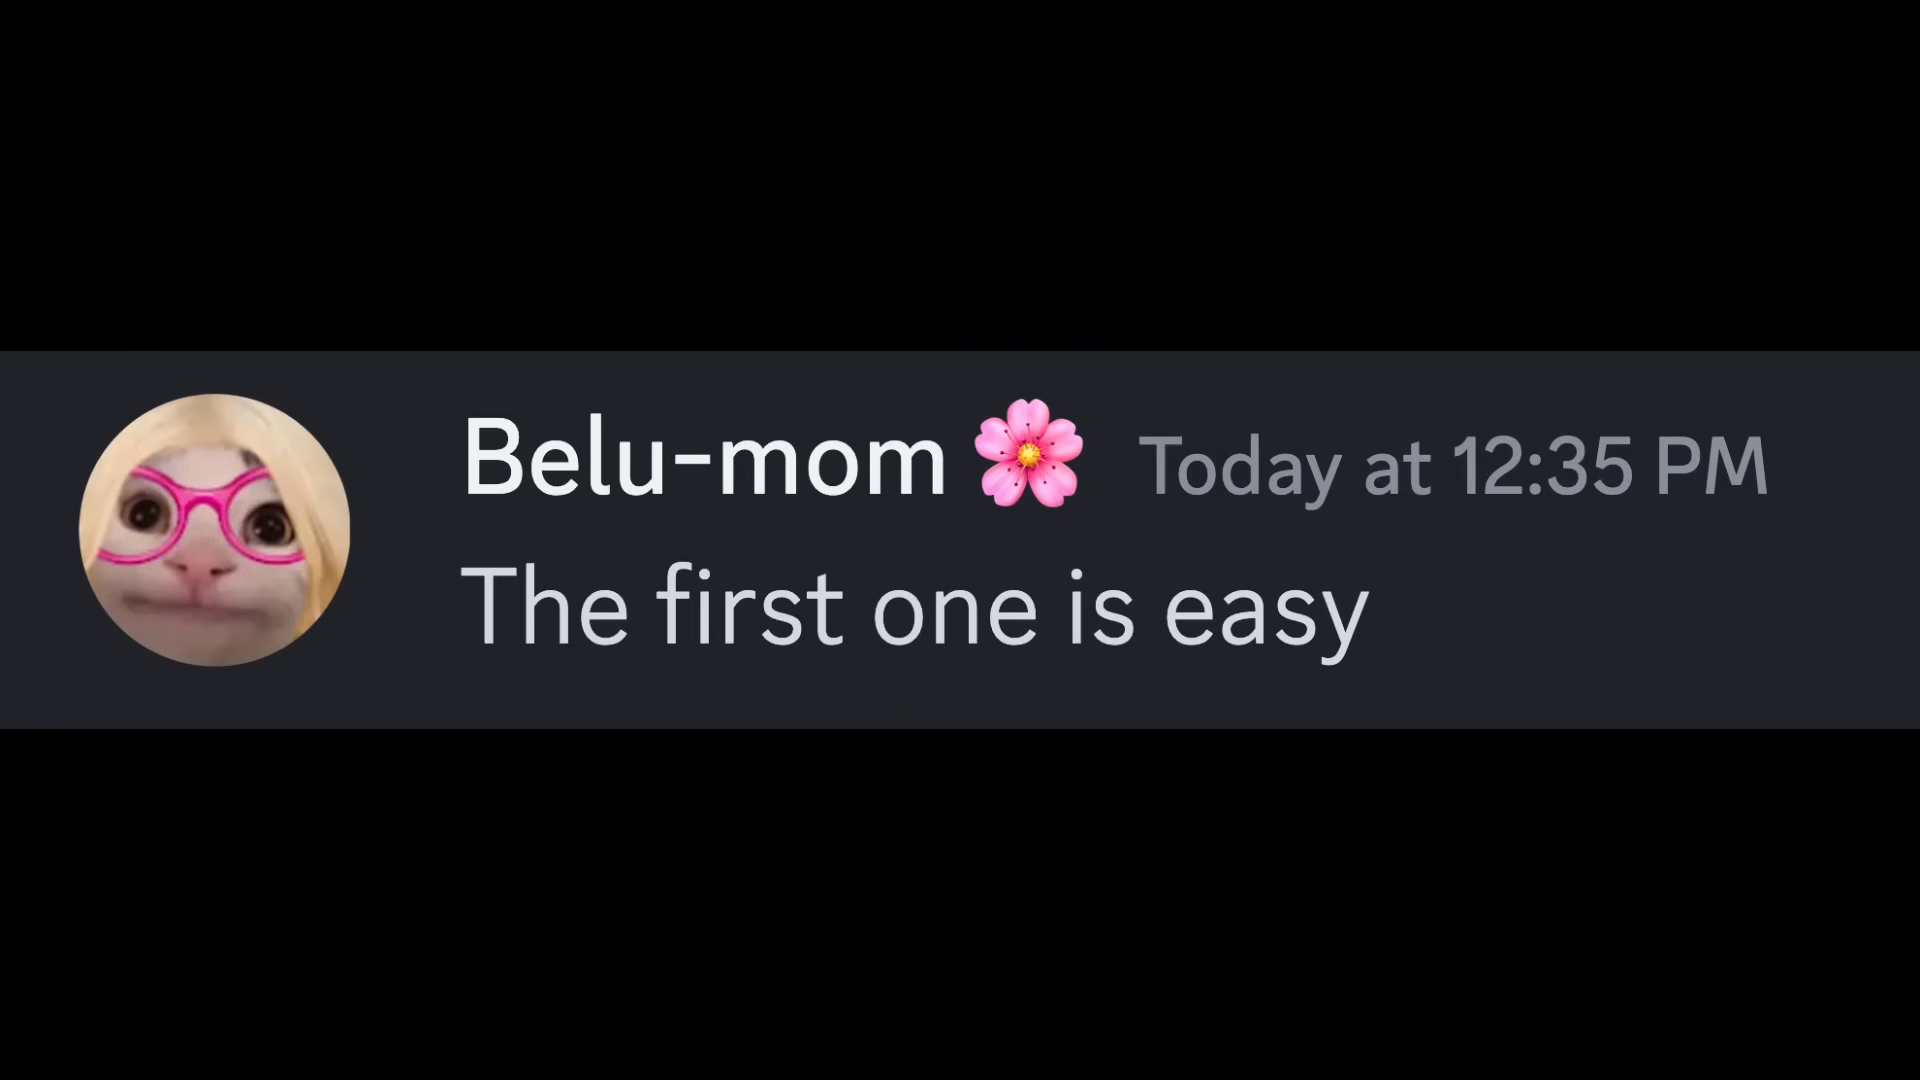 Belu-mom🌸 Today at 12:35 PM
The first one is easy